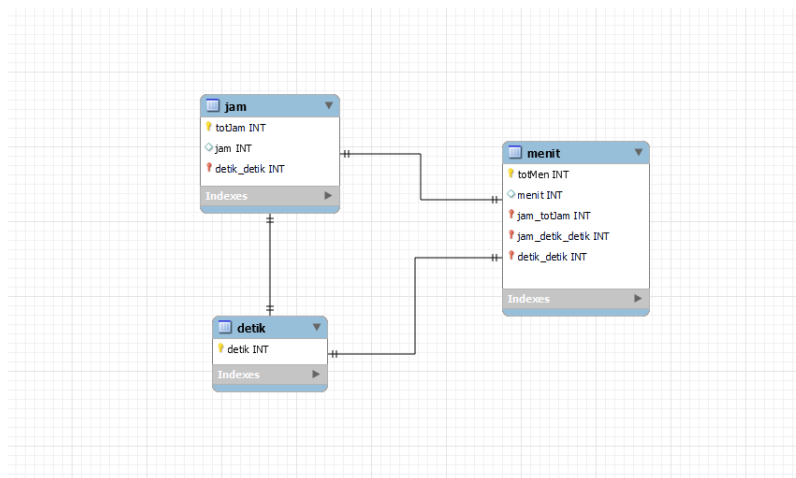 jam
totJam INT
jam INT
detik_detik INT
Indexes
menit
totMen INT
menit INT
jam_totJam INT
jam_detik_detik INT
detik_detik INT
Indexes
detik
detik INT
Indexes